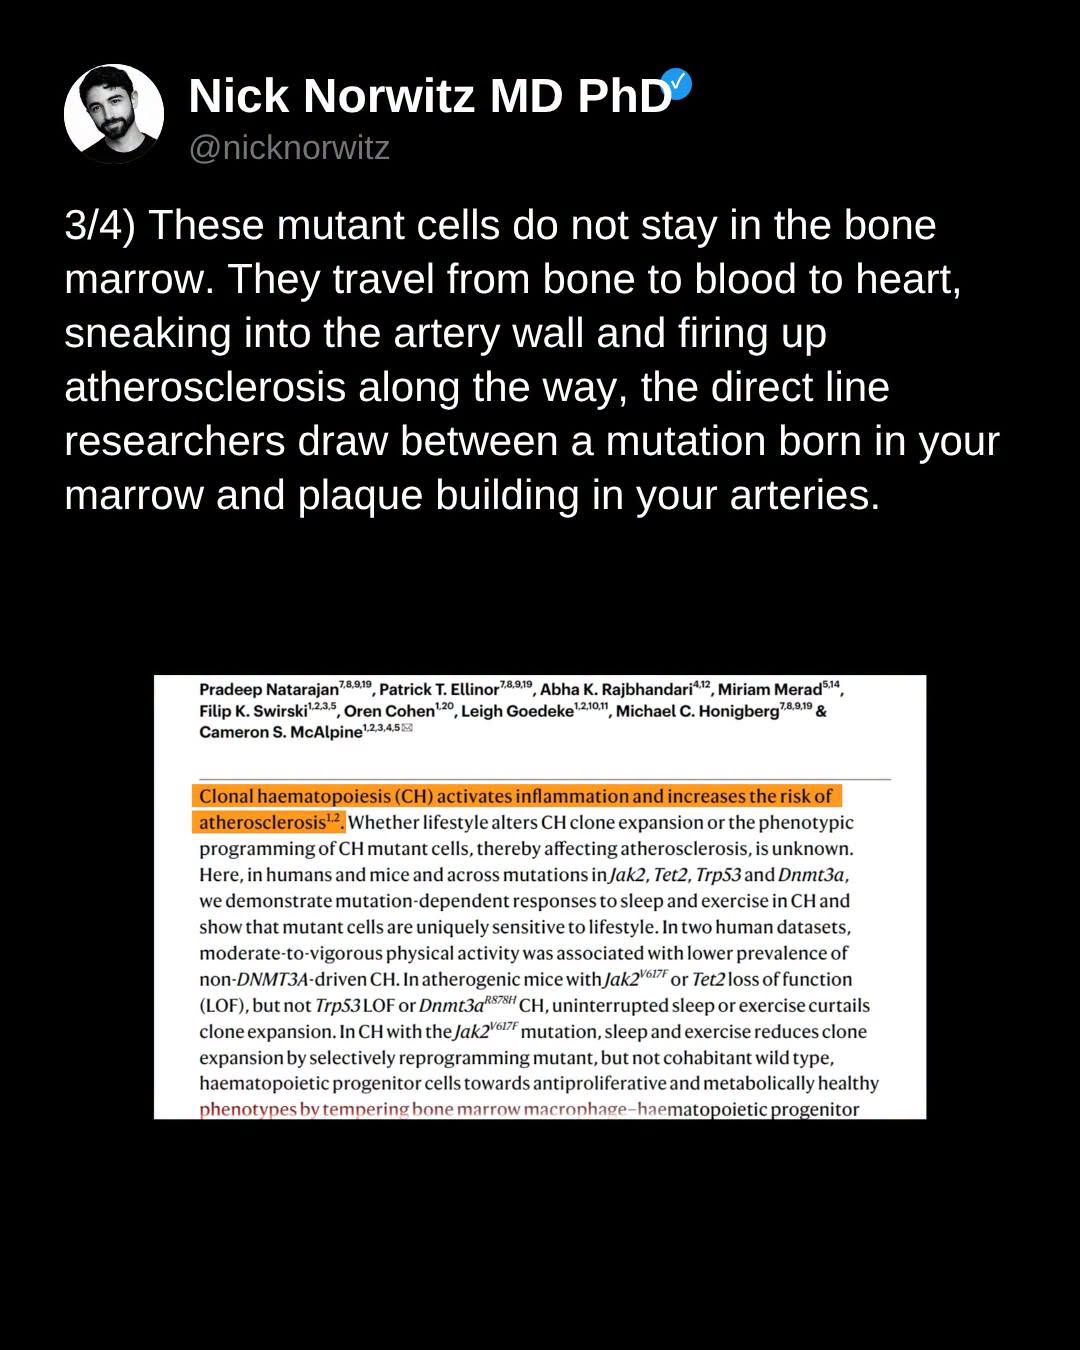 Nick Norwitz MD PhD
@nicknorwitz
3/4) These mutant cells do not stay in the bone
marrow. They travel from bone to blood to heart,
sneaking into the artery wall and firing up
atherosclerosis along the way, the direct line
researchers draw between a mutation born in your
marrow and plaque building in your arteries.
Pradeep Natarajan7,8,9,19, Patrick T. Ellinor7,8,9,19, Abha K. Rajbhandari4,12, Miriam Merad5,14,
Filip K. Swirski1,2,3,5, Oren Cohen1,20, Leigh Goedeke1,2,10,11, Michael C. Honigberg7,8,9,19 &
Cameron S. McAlpine1,2,3,4,5✉
Clonal haematopoiesis (CH) activates inflammation and increases the risk of
atherosclerosis1,2. Whether lifestyle alters CH clone expansion or the phenotypic
programming of CH mutant cells, thereby affecting atherosclerosis, is unknown.
Here, in humans and mice and across mutations in Jak2, Tet2, Trp53 and Dnmt3a,
we demonstrate mutation-dependent responses to sleep and exercise in CH and
show that mutant cells are uniquely sensitive to lifestyle. In two human datasets,
moderate-to-vigorous physical activity was associated with lower prevalence of
non-DNMT3A-driven CH. In atherogenic mice with Jak2V617F or Tet2 loss of function
(LOF), but not Trp53 LOF or Dnmt3aR878H CH, uninterrupted sleep or exercise curtails
clone expansion. In CH with the Jak2V617F mutation, sleep and exercise reduces clone
expansion by selectively reprogramming mutant, but not cohabitant wild type,
haematopoietic progenitor cells towards antiproliferative and metabolically healthy
phenotypes by tempering bone marrow macrophage–haematopoietic progenitor